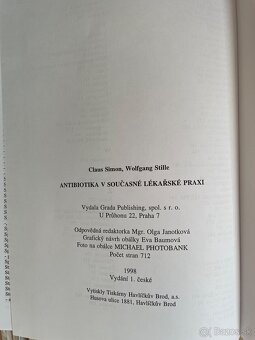 Claus Simon, Wolfgang Stille
ANTIBIOTIKA V SOUČASNÉ LÉKAŘSKÉ PRAXI
Vydala Grada Publishing, spol. s r. o.
U Průhonu 22, Praha 7
Odpovědná redaktorka Mgr. Olga Janotková
Grafický návrh obálky Eva Baumová
Foto na obálce MICHAEL PHOTOBANK
Počet stran 712
1998
Vydání 1. české
Vytiskly Tiskárny Havlíčkův Brod, a.s.
Husova ulice 1881, Havlíčkův Brod